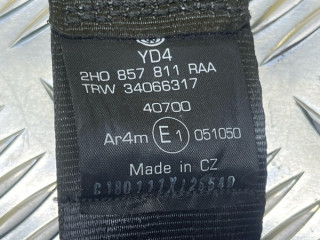 YD4
2H0 857 811 RAA
TRW 34066317
40700
Ar4m E1 051050
Made in CZ